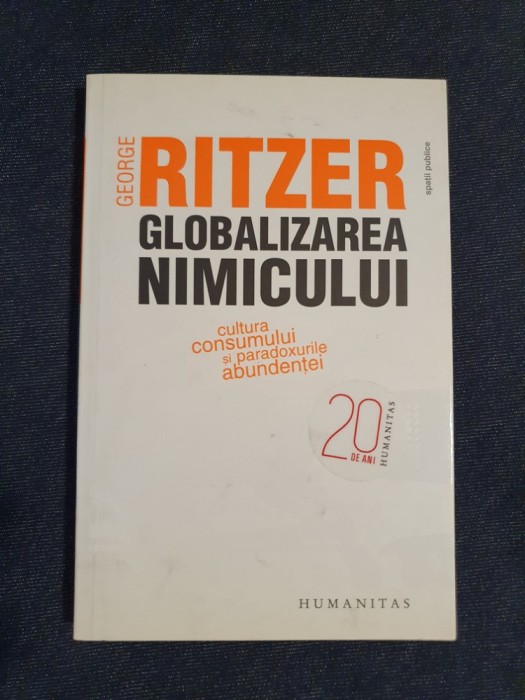 GEORGE
RITZER
spații publice
GLOBALIZAREA
NIMICULUI
cultura
consumului
și paradoxurile
abundenței
20
DE ANI
HUMANITAS
HUMANITAS